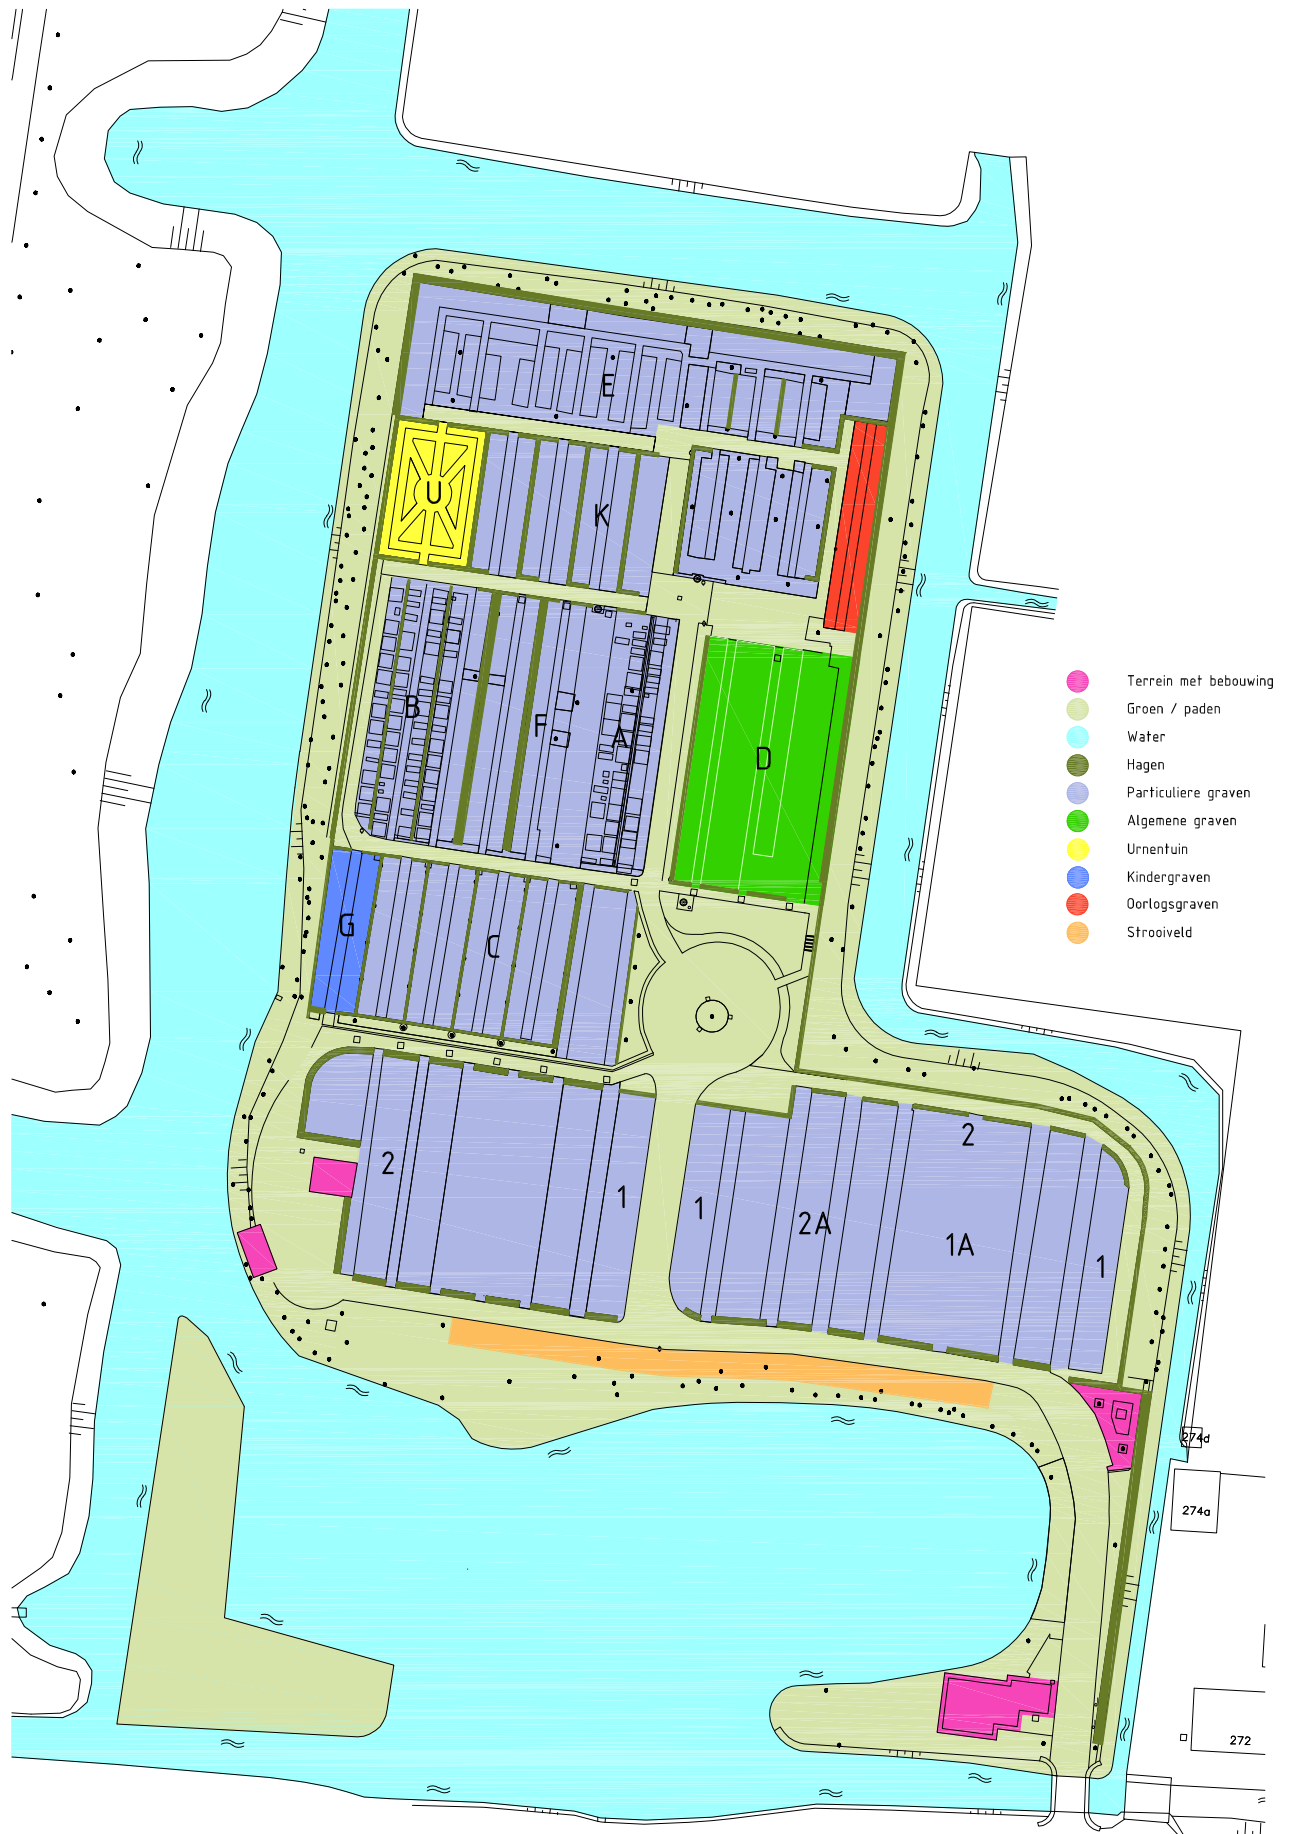 E
U
K
B
F
A
D
G
C
2
1
1
2A
2
1A
1
Terrein met bebouwing
Groen / paden
Water
Hagen
Particuliere graven
Algemene graven
Urnentuin
Kindergraven
Oorlogsgraven
Strooiveld
274d
274a
272